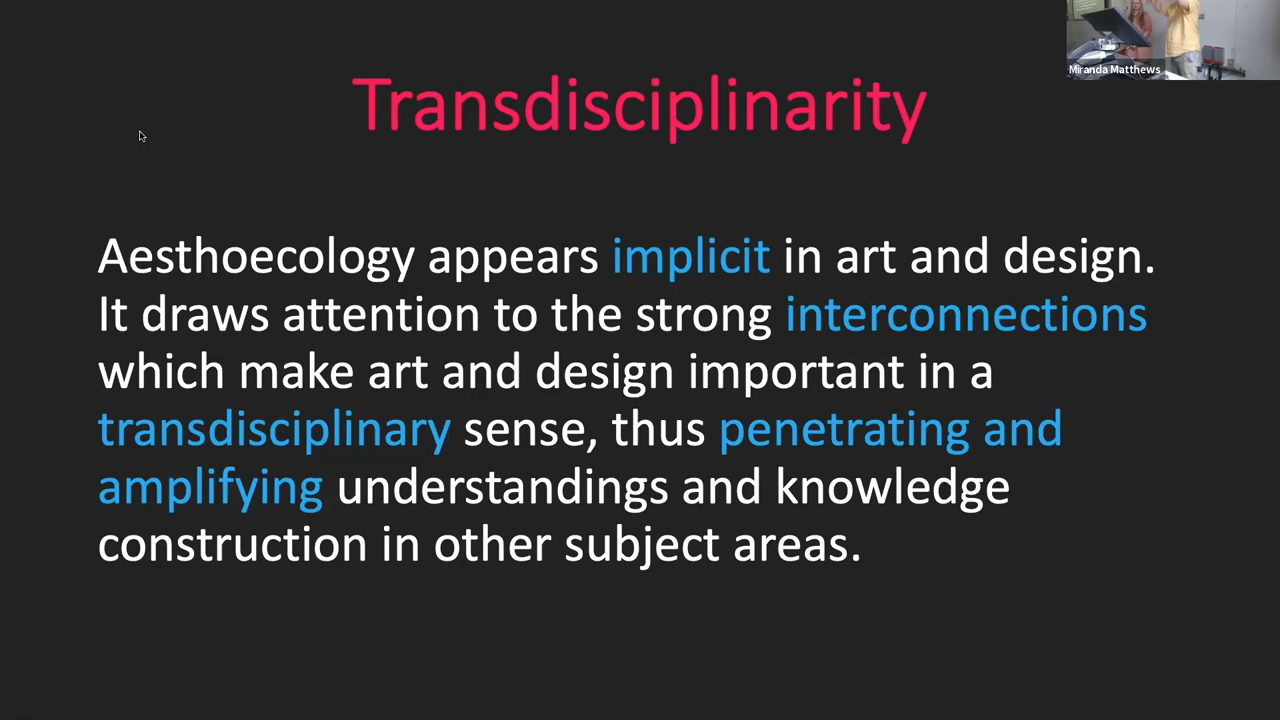 Miranda Matthews
Transdisciplinarity
Aesthoecology appears implicit in art and design.
It draws attention to the strong interconnections
which make art and design important in a
transdisciplinary sense, thus penetrating and
amplifying understandings and knowledge
construction in other subject areas.